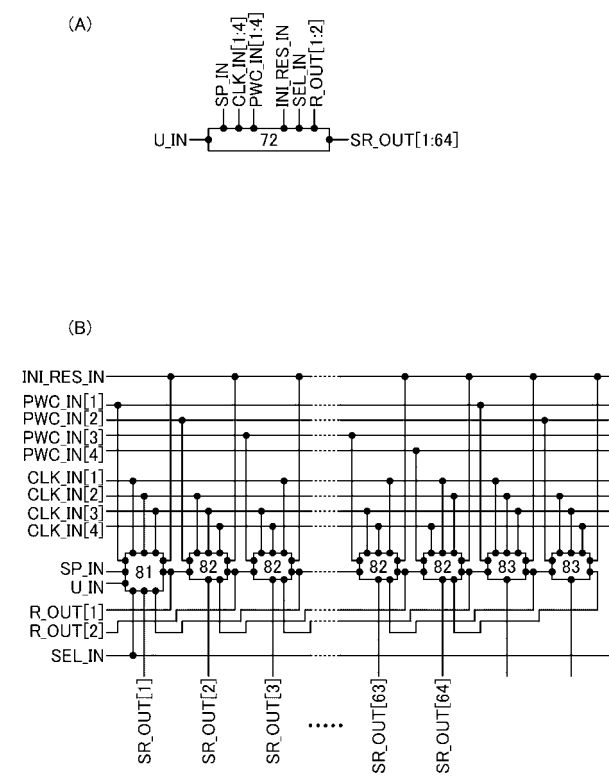 (A)
SP_IN
CLK_IN[1:4]
PWC_IN[1:4]
INI_RES_IN
SEL_IN
R_OUT[1:2]
U_IN
72
SR_OUT[1:64]
(B)
INI_RES_IN
PWC_IN[1]
PWC_IN[2]
PWC_IN[3]
PWC_IN[4]
CLK_IN[1]
CLK_IN[2]
CLK_IN[3]
CLK_IN[4]
SP_IN
81 82 82 82 82 83 83
U_IN
R_OUT[1]
R_OUT[2]
SEL_IN
SR_OUT[1]
SR_OUT[2]
SR_OUT[3]
.....
SR_OUT[63]
SR_OUT[64]